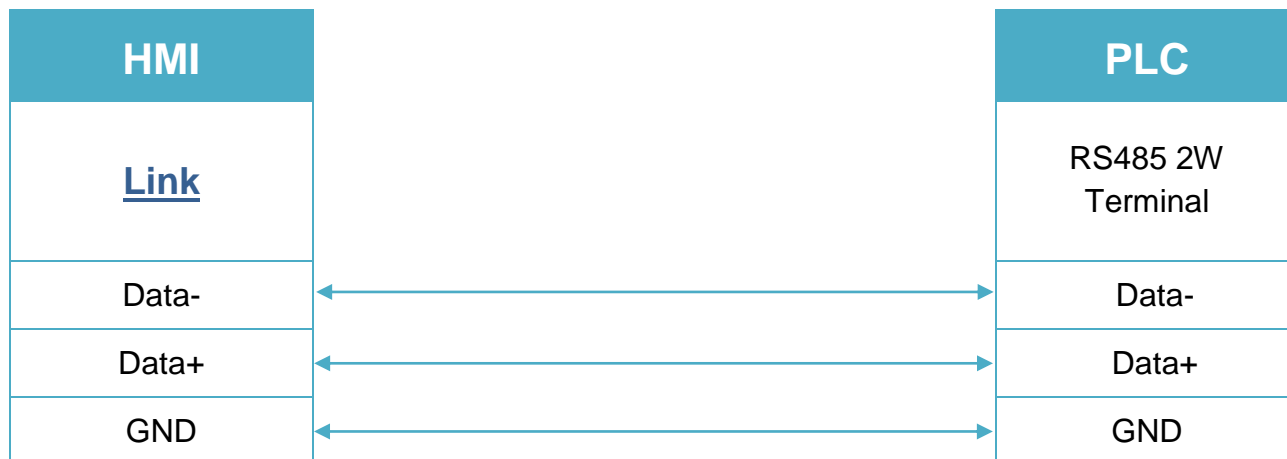 HMI PLC
Link RS485 2W
Terminal
Data- Data-
Data+ Data+
GND GND